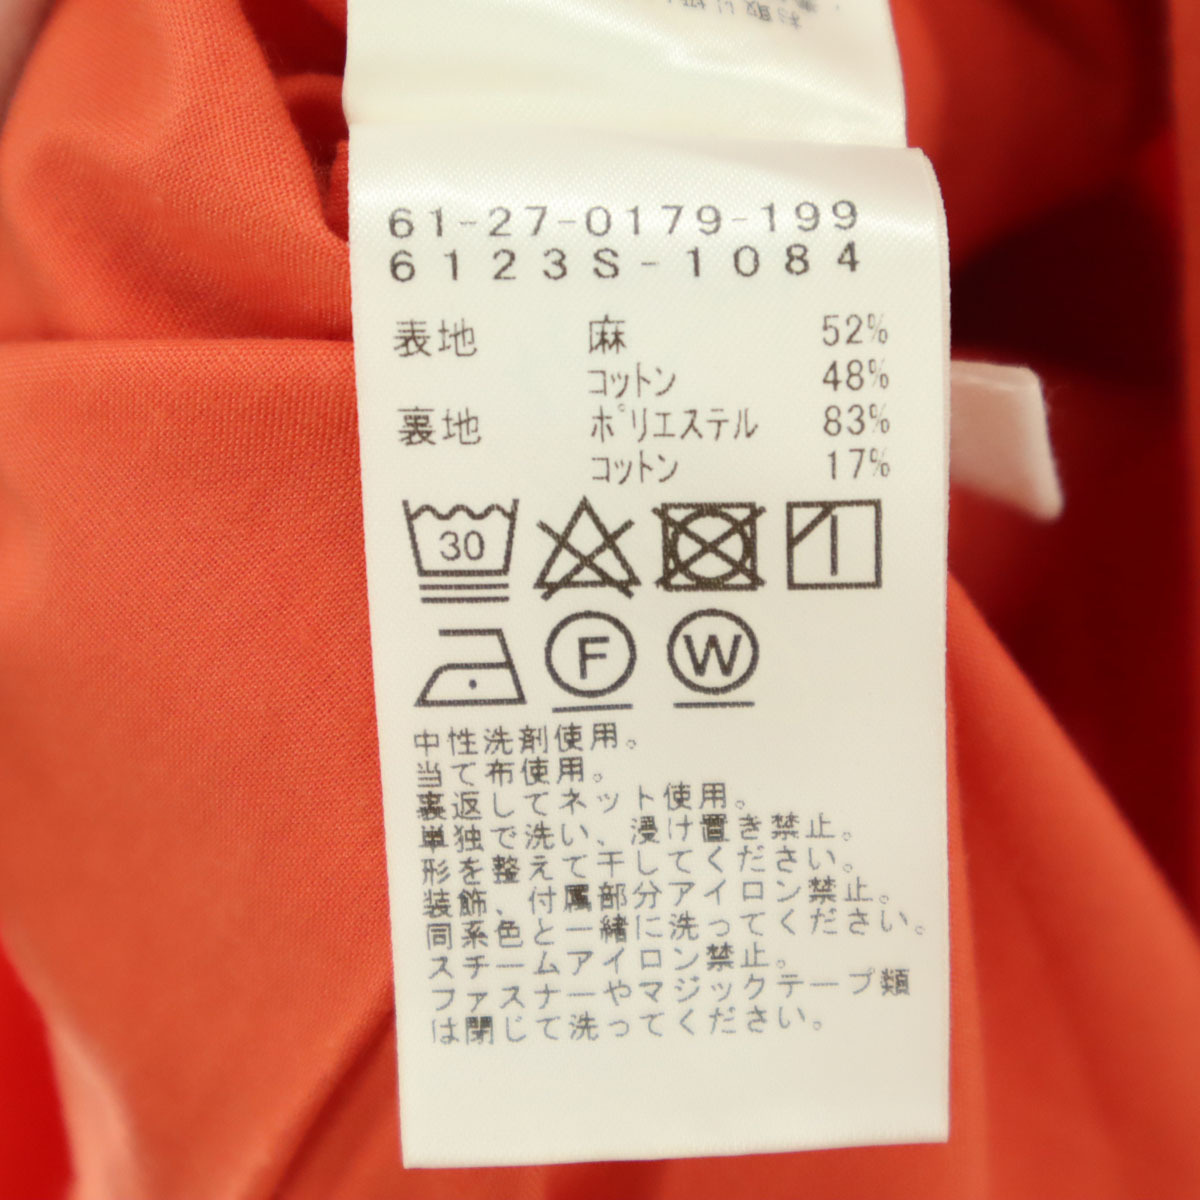 お取り
61-27-0179-199
6123S-1084
表地 麻 52%
コットン 48%
裏地 ポリエステル 83%
コットン 17%
30
F
W
中性洗剤使用。
当て布使用。
裏返してネット使用。
単独で洗い、浸け置き禁止。
形を整えて干してください。
装飾、付属部分アイロン禁止。
同系色と一緒に洗ってください。
スチームアイロン禁止。
ファスナーやマジックテープ類
は閉じて洗ってください。